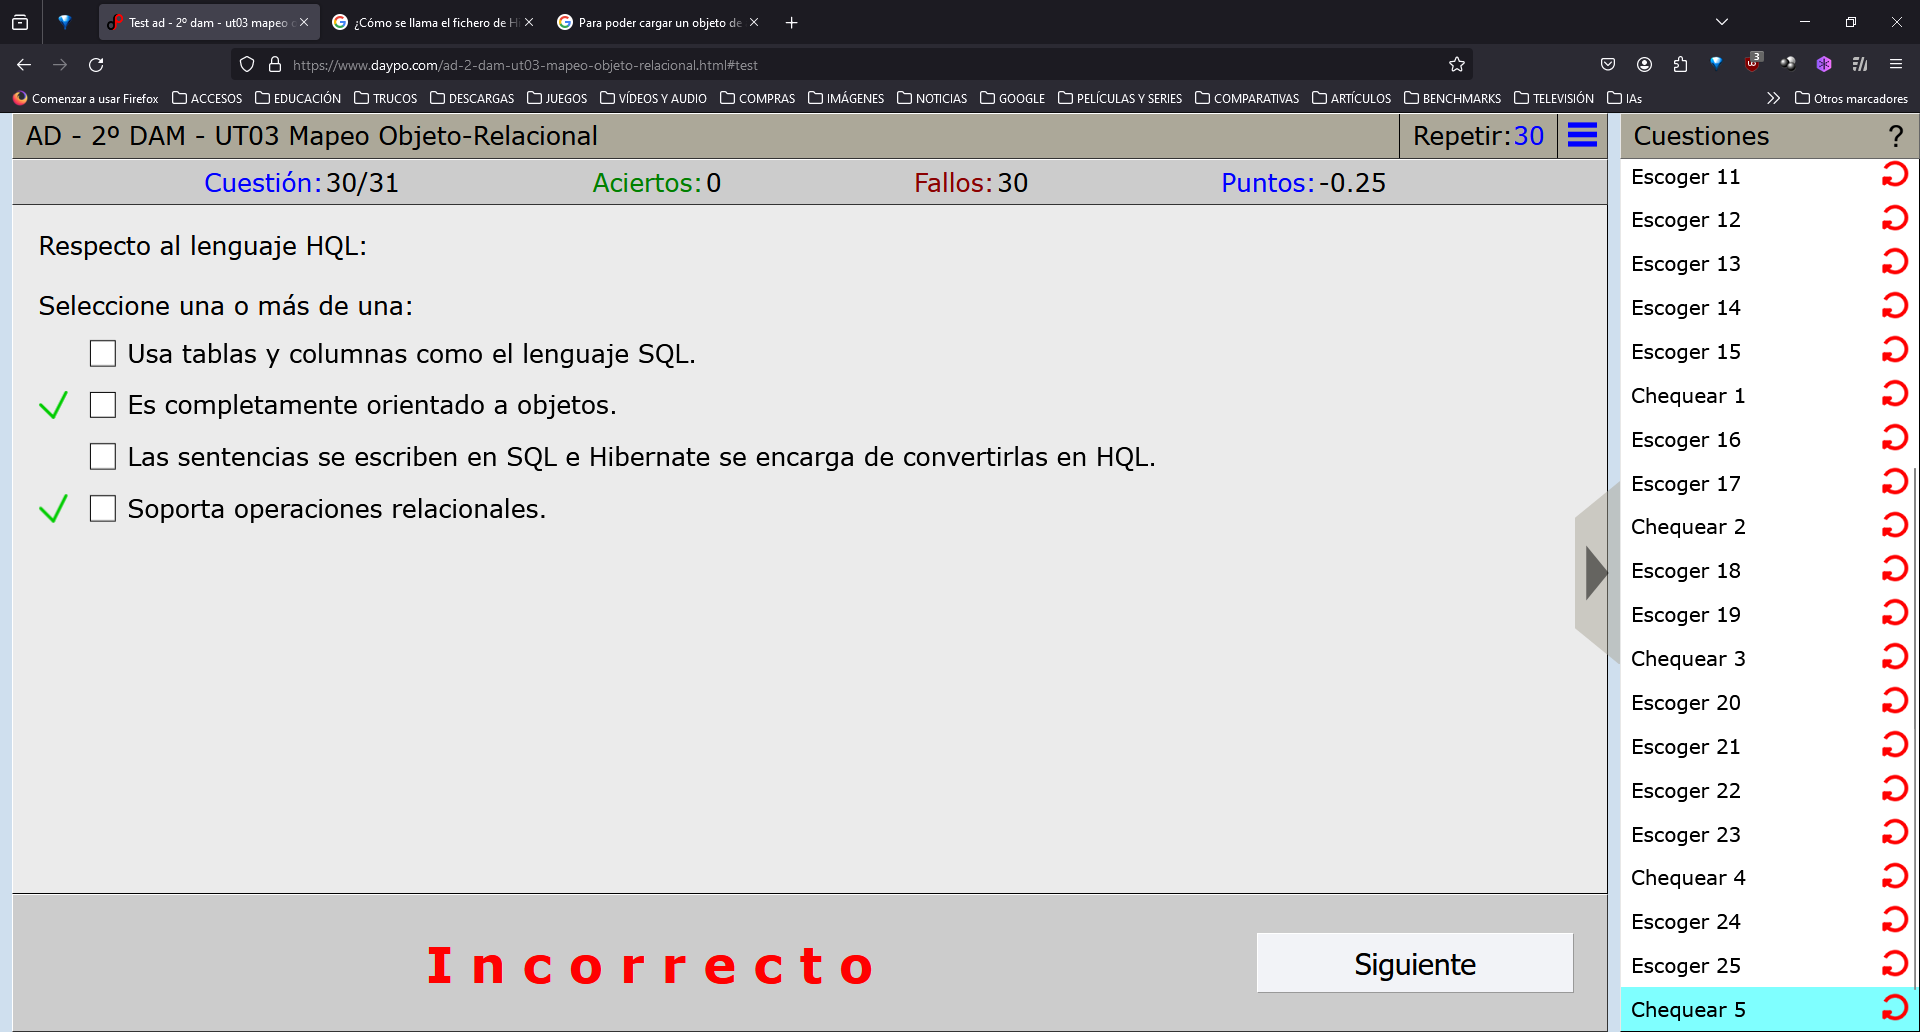 Test ad - 2º dam - ut03 mapeo
¿Cómo se llama el fichero de Hi
Para poder cargar un objeto de
https://www.daypo.com/ad-2-dam-ut03-mapeo-objeto-relacional.html#test
3
Comenzar a usar Firefox
ACCESOS
EDUCACIÓN
TRUCOS
DESCARGAS
JUEGOS
VÍDEOS Y AUDIO
COMPRAS
IMÁGENES
NOTICIAS
GOOGLE
PELÍCULAS Y SERIES
COMPARATIVAS
ARTÍCULOS
BENCHMARKS
TELEVISIÓN
IAs
Otros marcadores
AD - 2º DAM - UT03 Mapeo Objeto-Relacional
Repetir:30
Cuestión:30/31
Aciertos:0
Fallos:30
Puntos:-0.25
Respecto al lenguaje HQL:
Seleccione una o más de una:
Usa tablas y columnas como el lenguaje SQL.
Es completamente orientado a objetos.
Las sentencias se escriben en SQL e Hibernate se encarga de convertirlas en HQL.
Soporta operaciones relacionales.
Incorrecto
Siguiente
Cuestiones ?
Escoger 11
Escoger 12
Escoger 13
Escoger 14
Escoger 15
Chequear 1
Escoger 16
Escoger 17
Chequear 2
Escoger 18
Escoger 19
Chequear 3
Escoger 20
Escoger 21
Escoger 22
Escoger 23
Chequear 4
Escoger 24
Escoger 25
Chequear 5